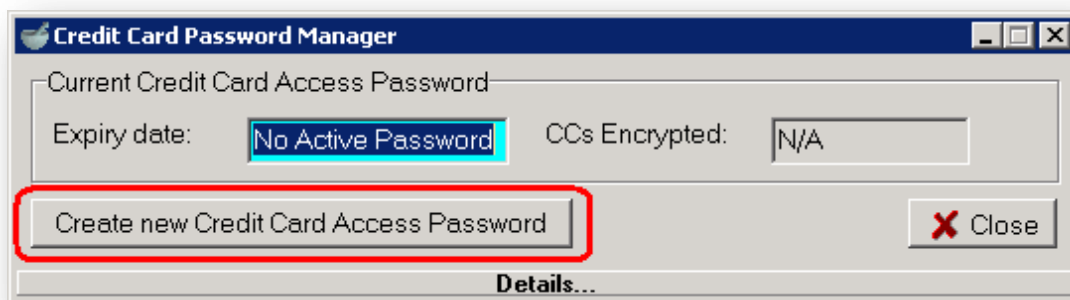 Credit Card Password Manager
Current Credit Card Access Password
Expiry date: No Active Password CCs Encrypted: N/A
Create new Credit Card Access Password Close
Details...